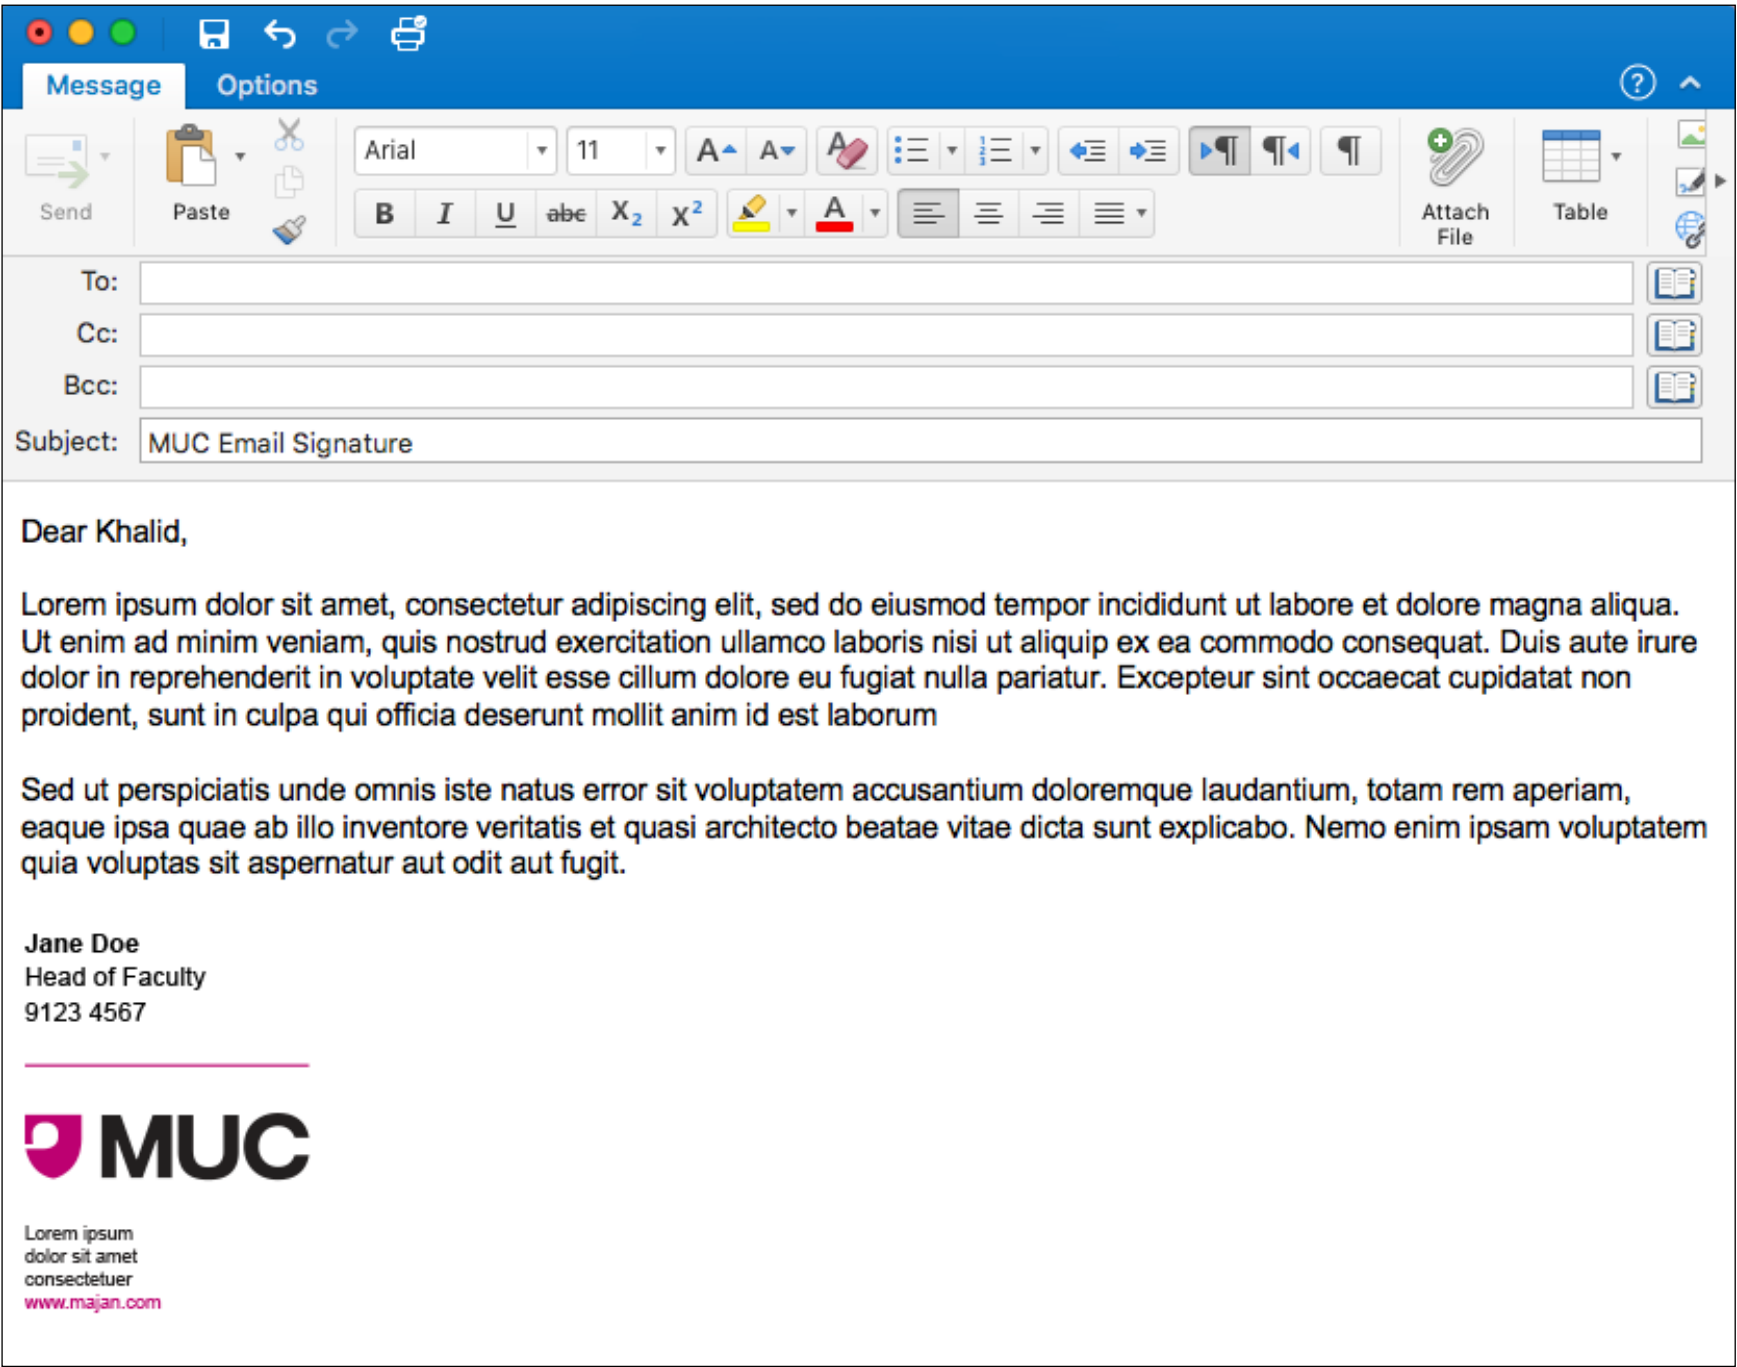 Message Options
Send
Paste
Arial
11
A A
B I U abc X2 X2 A
Attach
File
Table
To:
Cc:
Bcc:
Subject: MUC Email Signature
Dear Khalid,
Lorem ipsum dolor sit amet, consectetur adipiscing elit, sed do eiusmod tempor incididunt ut labore et dolore magna aliqua.
Ut enim ad minim veniam, quis nostrud exercitation ullamco laboris nisi ut aliquip ex ea commodo consequat. Duis aute irure
dolor in reprehenderit in voluptate velit esse cillum dolore eu fugiat nulla pariatur. Excepteur sint occaecat cupidatat non
proident, sunt in culpa qui officia deserunt mollit anim id est laborum
Sed ut perspiciatis unde omnis iste natus error sit voluptatem accusantium doloremque laudantium, totam rem aperiam,
eaque ipsa quae ab illo inventore veritatis et quasi architecto beatae vitae dicta sunt explicabo. Nemo enim ipsam voluptatem
quia voluptas sit aspernatur aut odit aut fugit.
Jane Doe
Head of Faculty
9123 4567
MUC
Lorem ipsum
dolor sit amet
consectetuer
www.majan.com